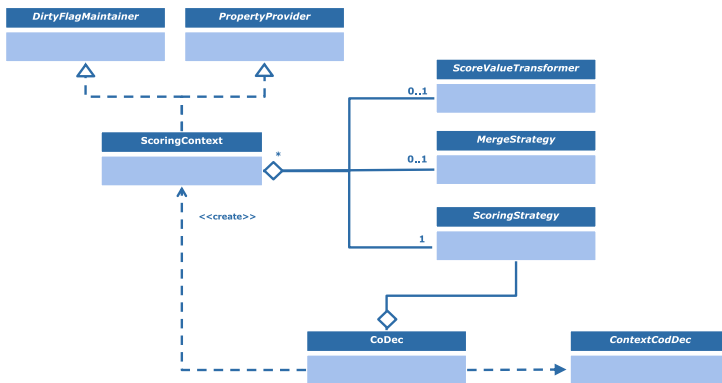 DirtyFlagMaintainer
PropertyProvider
ScoreValueTransformer
0..1
ScoringContext
*
MergeStrategy
0..1
<<create>>
ScoringStrategy
1
CoDec
ContextCodDec